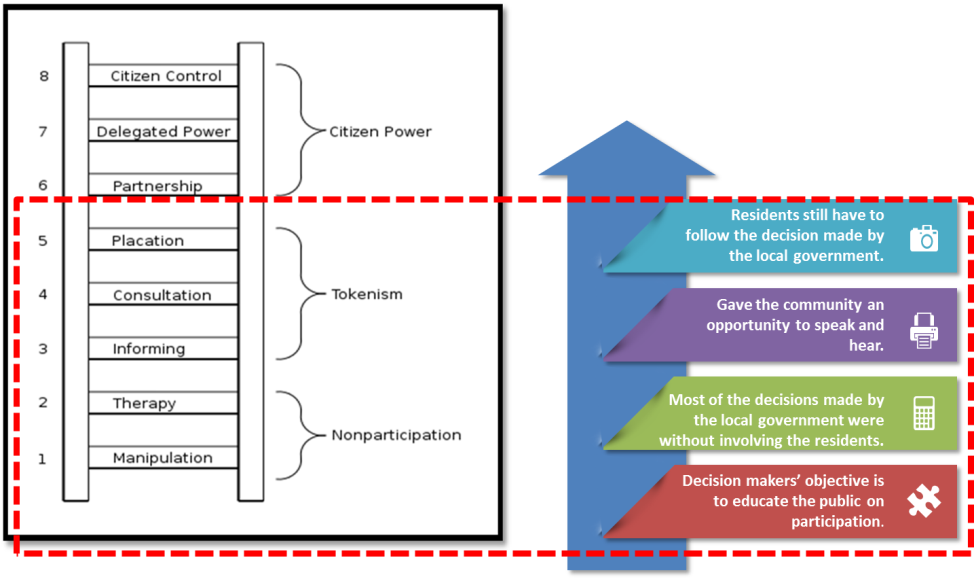 8 Citizen Control
7 Delegated Power
Citizen Power
6 Partnership
5 Placation
4 Consultation
Tokenism
3 Informing
2 Therapy
Nonparticipation
1 Manipulation
Residents still have to
follow the decision made by
the local government.
Gave the community an
opportunity to speak and
hear.
Most of the decisions made by
the local government were
without involving the residents.
Decision makers’ objective is
to educate the public on
participation.